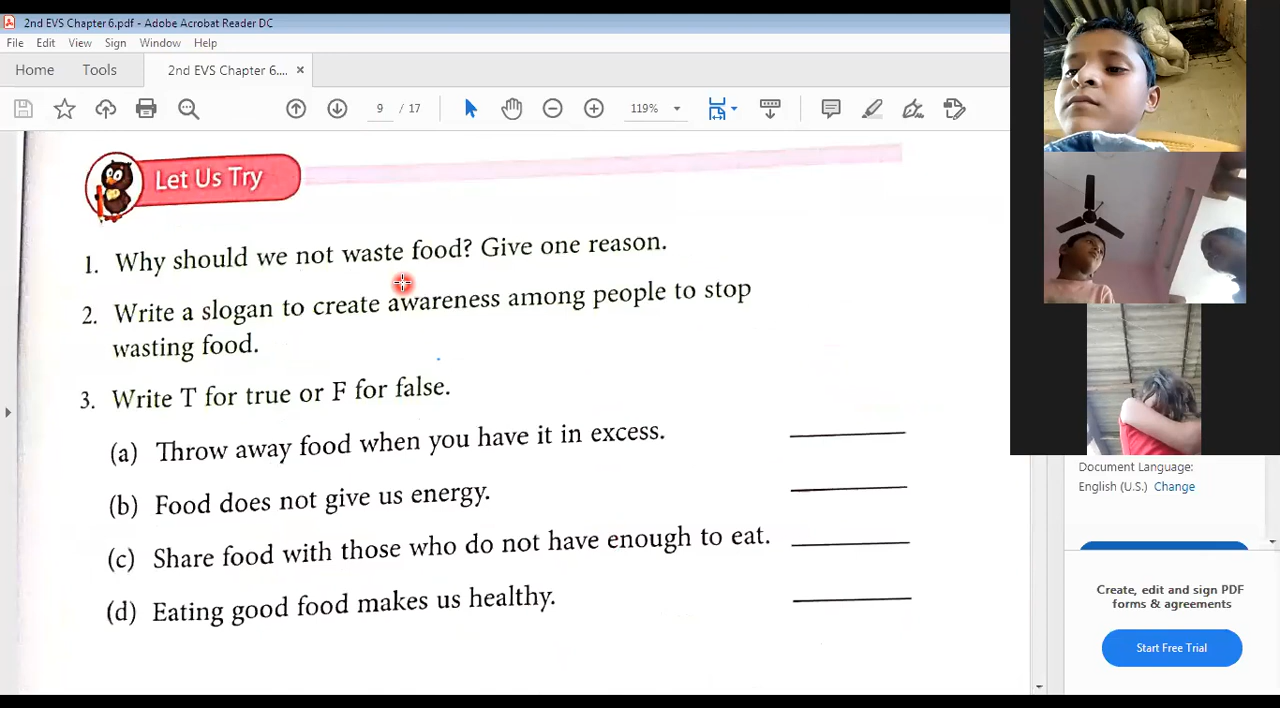 2nd EVS Chapter 6.pdf - Adobe Acrobat Reader DC
File Edit View Sign Window Help
Home Tools 2nd EVS Chapter 6.... ×
9 / 17 119%
Let Us Try
1. Why should we not waste food? Give one reason.
2. Write a slogan to create awareness among people to stop
wasting food.
3. Write T for true or F for false.
(a) Throw away food when you have it in excess.
(b) Food does not give us energy.
(c) Share food with those who do not have enough to eat.
(d) Eating good food makes us healthy.
Document Language:
English (U.S.) Change
Create, edit and sign PDF
forms & agreements
Start Free Trial